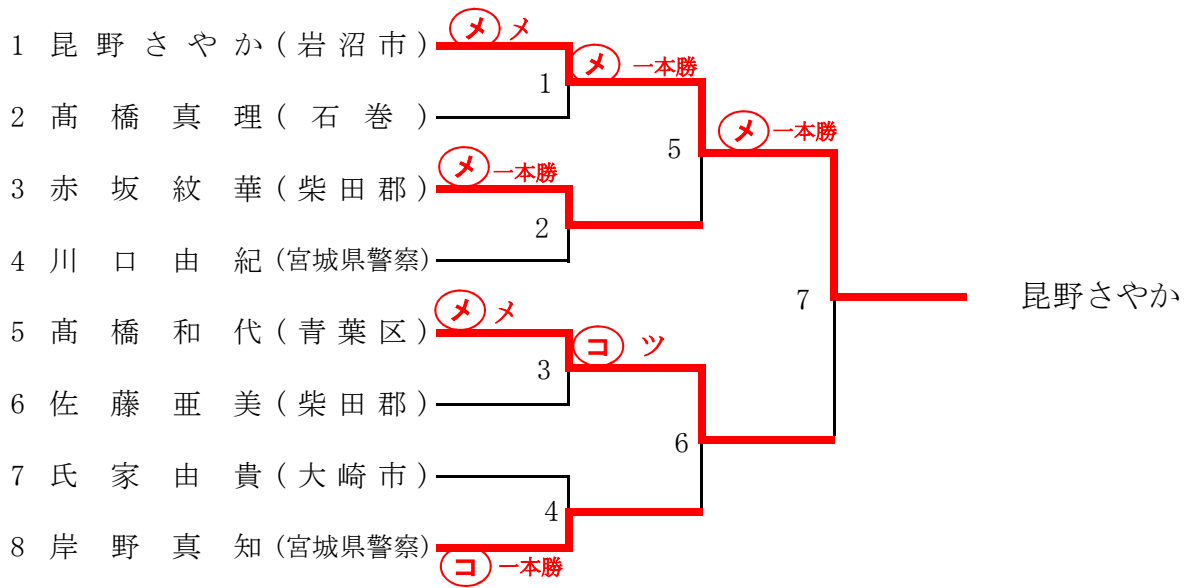 1 昆野さやか(岩沼市)
メ メ
メ 一本勝
1
2 髙橋真理(石巻)
メ 一本勝
5
3 赤坂紋華(柴田郡)
メ 一本勝
2
4 川口由紀(宮城県警察)
7
昆野さやか
5 髙橋和代(青葉区)
メ メ
コ ツ
3
6 佐藤亜美(柴田郡)
6
7 氏家由貴(大崎市)
4
8 岸野真知(宮城県警察)
コ 一本勝